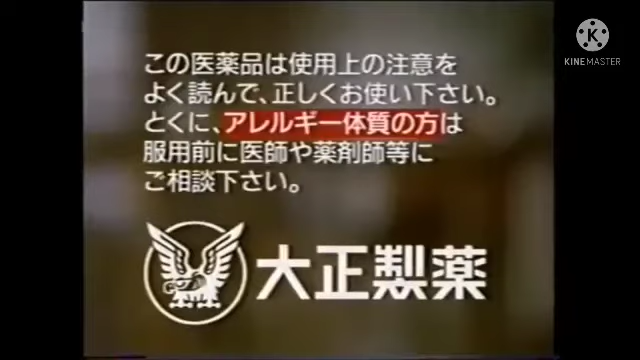 この医薬品は使用上の注意を
よく読んで、正しくお使い下さい。
とくに、アレルギー体質の方は
服用前に医師や薬剤師等に
ご相談下さい。
大正製薬
K
KINEMASTER